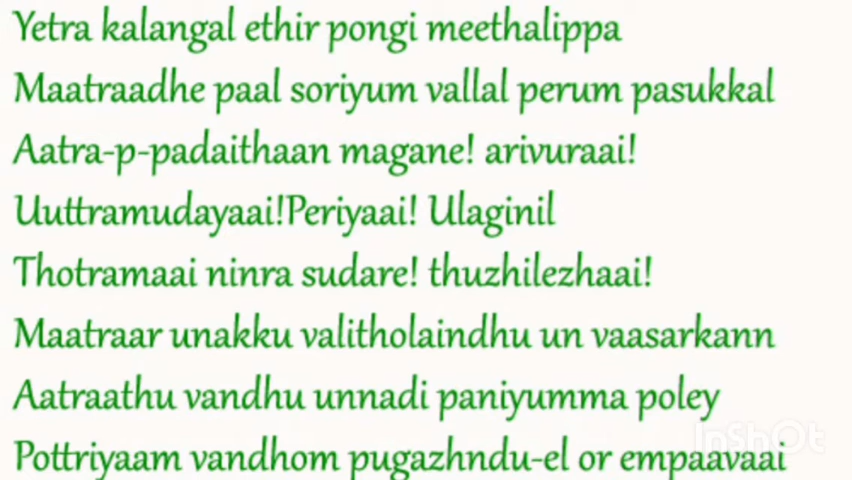 Yetra kalangal ethir pongi meethalippa
Maatraadhe paal soriyum vallal perum pasukkal
Aatra-p-padaithaan magane! arivuraai!
Uuttramudayaai!Periyaai! Ulaginil
Thotramaai ninra sudare! thuzhilezhaai!
Maatraar unakku valitholaindhu un vaasarkann
Aatraathu vandhu unnadi paniyumma poley
Pottriyaam vandhom pugazhndu-el or empaavaai
InShOt